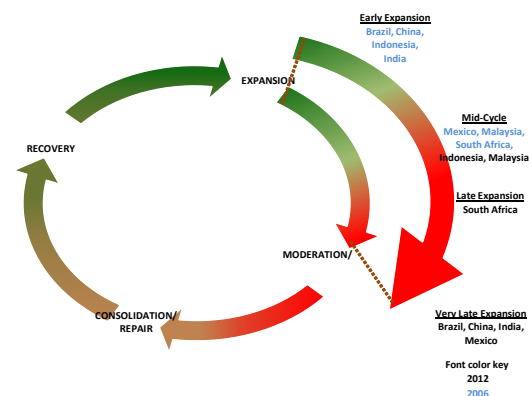 Early Expansion
Brazil, China,
Indonesia,
India
EXPANSION
Mid-Cycle
Mexico, Malaysia,
South Africa,
Indonesia, Malaysia
RECOVERY
Late Expansion
South Africa
MODERATION/
CONSOLIDATION/
REPAIR
Very Late Expansion
Brazil, China, India,
Mexico
Font color key
2012
2006